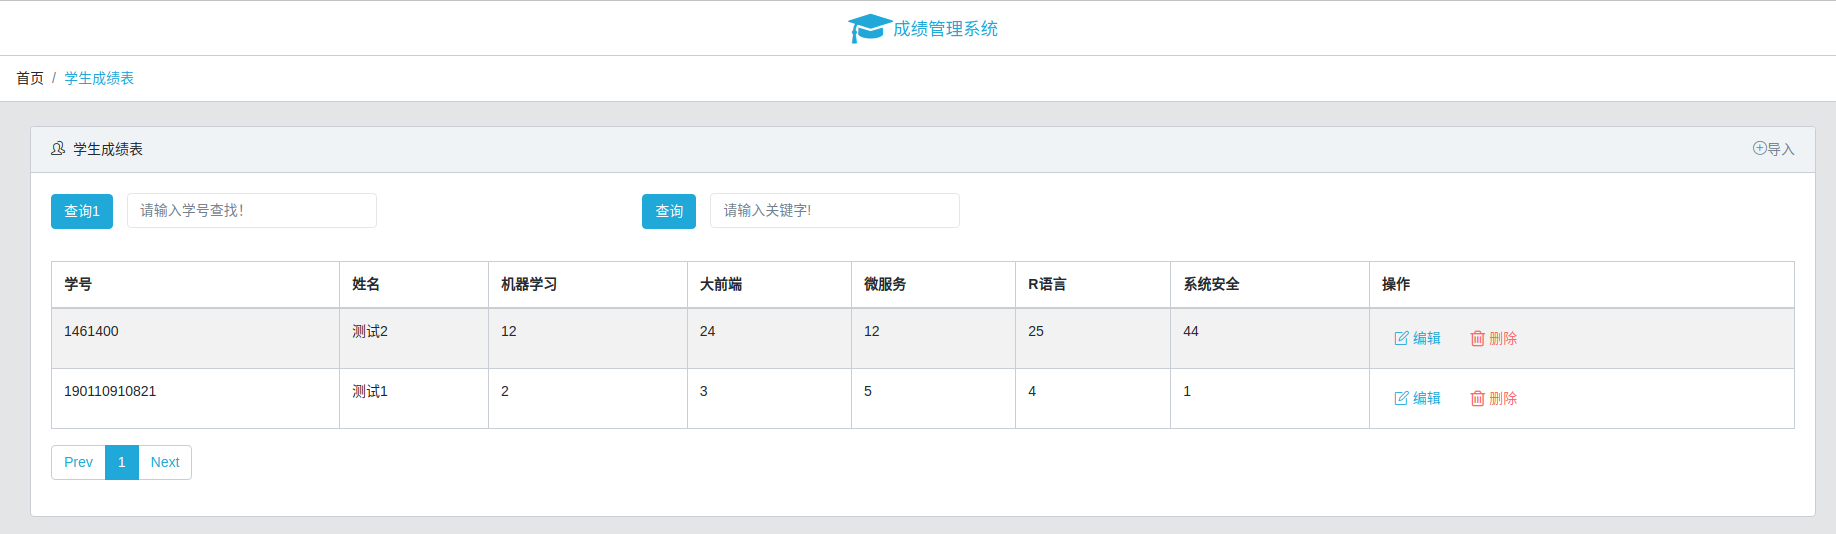 成绩管理系统
首页 / 学生成绩表
学生成绩表 导入
查询1 请输入学号查找! 查询 请输入关键字!
学号 姓名 机器学习 大前端 微服务 R语言 系统安全 操作
1461400 测试2 12 24 12 25 44 编辑 删除
190110910821 测试1 2 3 5 4 1 编辑 删除
Prev 1 Next